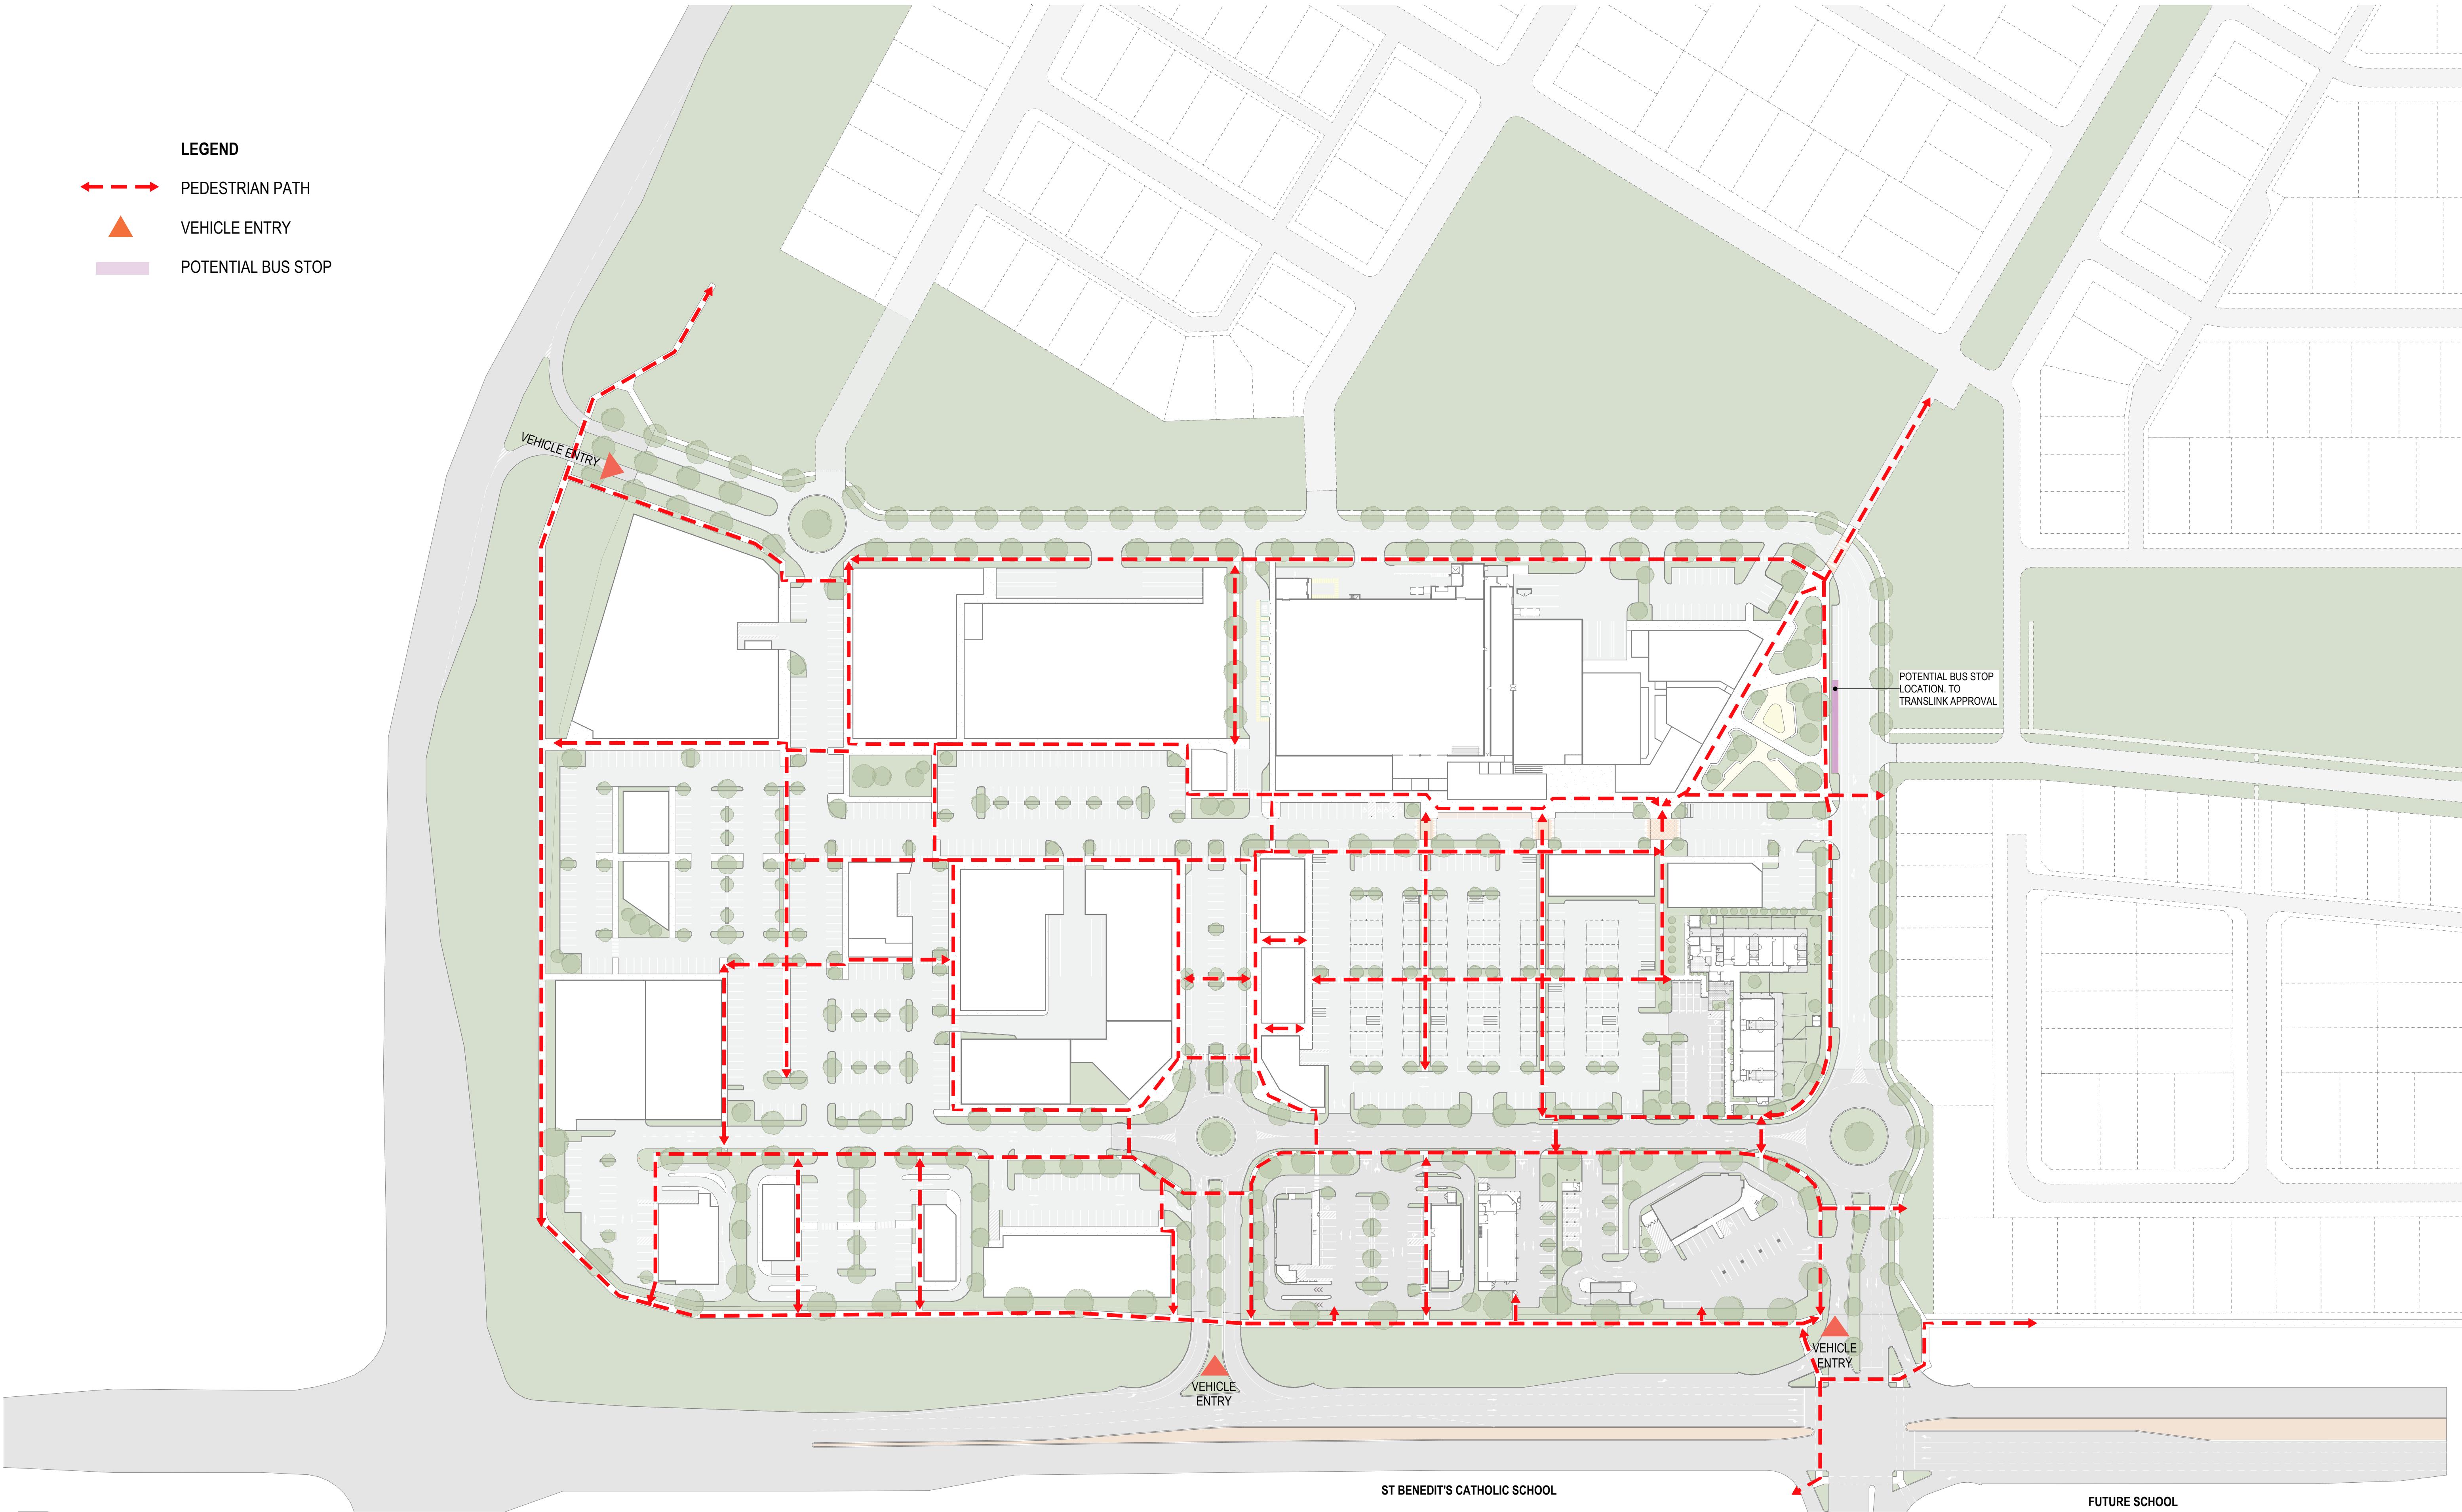 LEGEND
PEDESTRIAN PATH
VEHICLE ENTRY
POTENTIAL BUS STOP
VEHICLE ENTRY
POTENTIAL BUS STOP
LOCATION. TO
TRANSLINK APPROVAL
VEHICLE
ENTRY
VEHICLE
ENTRY
ST BENEDIT'S CATHOLIC SCHOOL
FUTURE SCHOOL